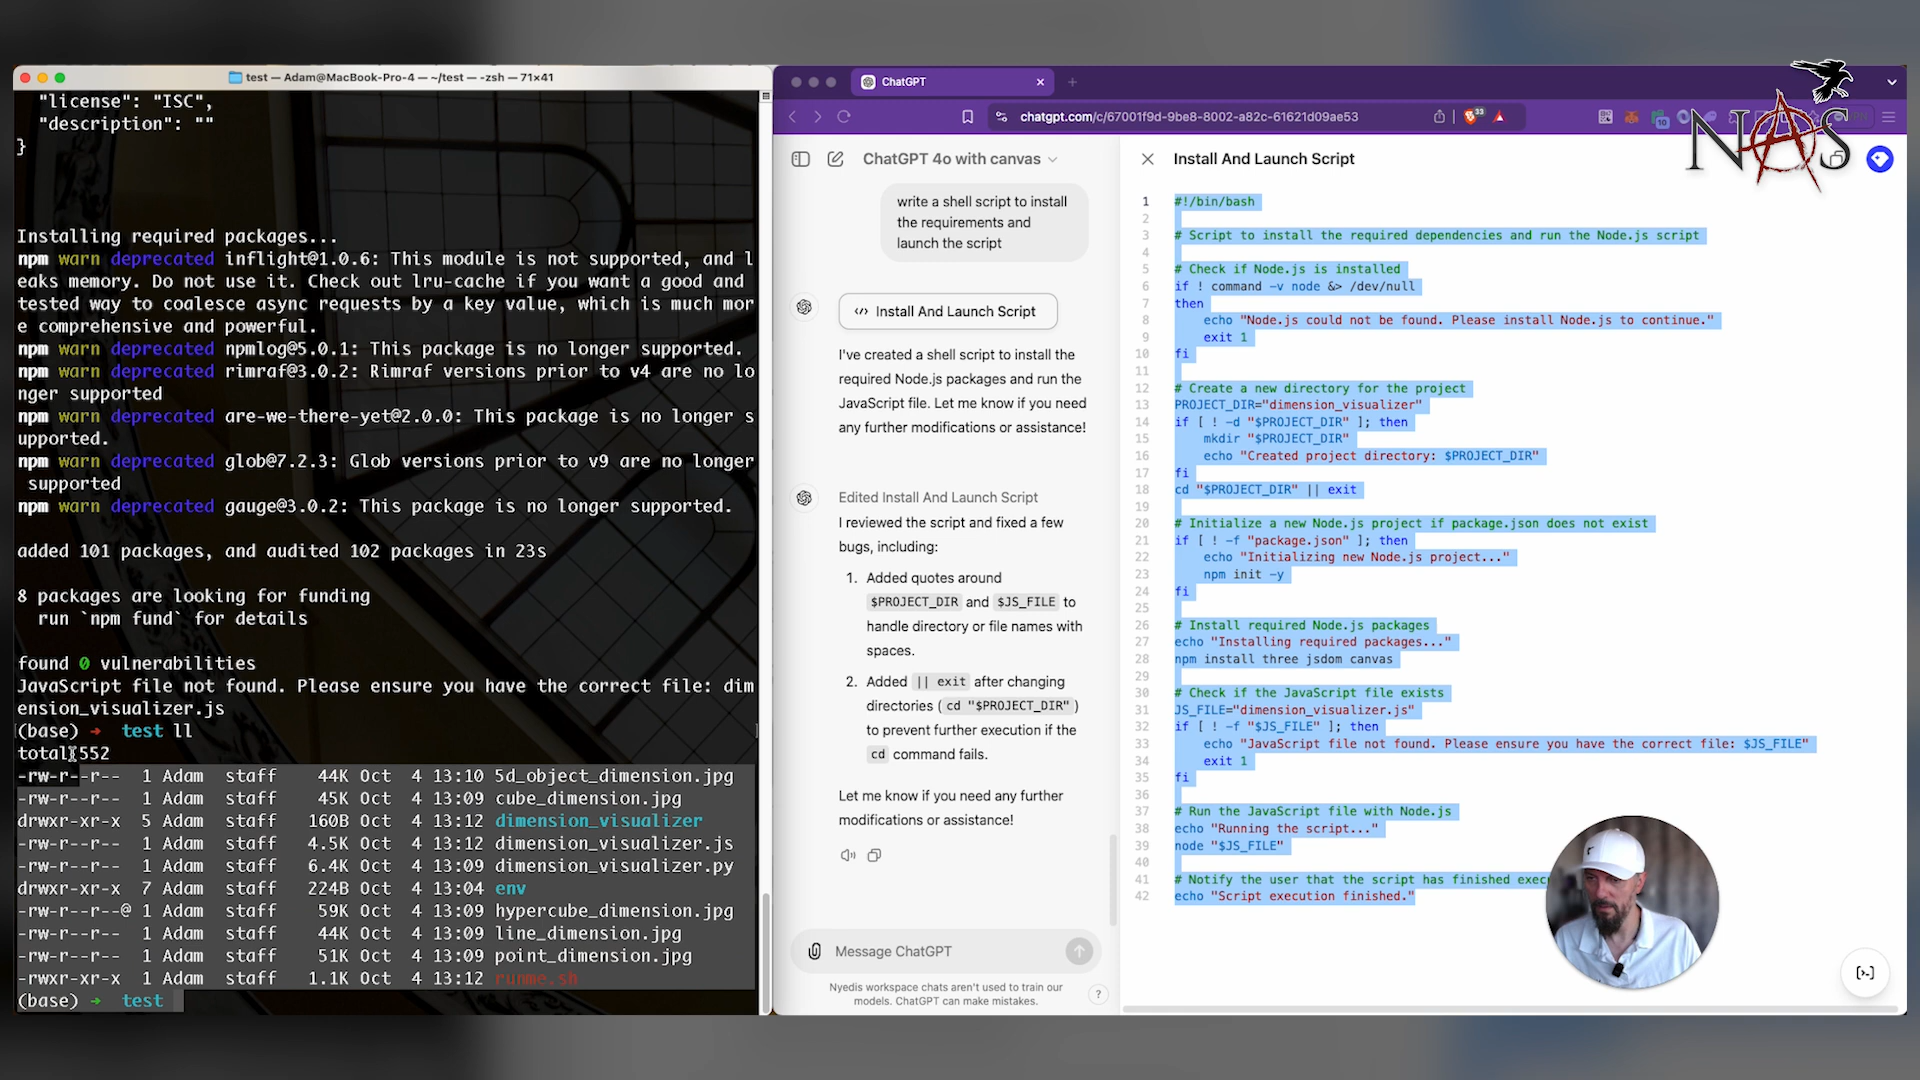 test — Adam@MacBook-Pro-4 — ~/test — -zsh — 71×41
"license": "ISC",
"description": ""
}
Installing required packages...
npm warn deprecated inflight@1.0.6: This module is not supported, and l
eaks memory. Do not use it. Check out lru-cache if you want a good and
tested way to coalesce async requests by a key value, which is much mor
e comprehensive and powerful.
npm warn deprecated npmlog@5.0.1: This package is no longer supported.
npm warn deprecated rimraf@3.0.2: Rimraf versions prior to v4 are no lo
nger supported
npm warn deprecated are-we-there-yet@2.0.0: This package is no longer s
upported.
npm warn deprecated glob@7.2.3: Glob versions prior to v9 are no longer
supported
npm warn deprecated gauge@3.0.2: This package is no longer supported.
added 101 packages, and audited 102 packages in 23s
8 packages are looking for funding
run `npm fund` for details
found 0 vulnerabilities
JavaScript file not found. Please ensure you have the correct file: dim
ension_visualizer.js
(base) → test ll
total 552
-rw-r--r-- 1 Adam staff 44K Oct 4 13:10 5d_object_dimension.jpg
-rw-r--r-- 1 Adam staff 45K Oct 4 13:09 cube_dimension.jpg
drwxr-xr-x 5 Adam staff 160B Oct 4 13:12 dimension_visualizer
-rw-r--r-- 1 Adam staff 4.5K Oct 4 13:12 dimension_visualizer.js
-rw-r--r-- 1 Adam staff 6.4K Oct 4 13:09 dimension_visualizer.py
drwxr-xr-x 7 Adam staff 224B Oct 4 13:04 env
-rw-r--r--@ 1 Adam staff 59K Oct 4 13:09 hypercube_dimension.jpg
-rw-r--r-- 1 Adam staff 44K Oct 4 13:09 line_dimension.jpg
-rw-r--r-- 1 Adam staff 51K Oct 4 13:09 point_dimension.jpg
-rwxr-xr-x 1 Adam staff 1.1K Oct 4 13:12 runme.sh
(base) → test
ChatGPT
chatgpt.com/c/67001f9d-9be8-8002-a82c-61621d09ae53
33
10
NAS
ChatGPT 4o with canvas
write a shell script to install
the requirements and
launch the script
Install And Launch Script
I've created a shell script to install the
required Node.js packages and run the
JavaScript file. Let me know if you need
any further modifications or assistance!
Edited Install And Launch Script
I reviewed the script and fixed a few
bugs, including:
1. Added quotes around
$PROJECT_DIR and $JS_FILE to
handle directory or file names with
spaces.
2. Added || exit after changing
directories ( cd "$PROJECT_DIR" )
to prevent further execution if the
cd command fails.
Let me know if you need any further
modifications or assistance!
Message ChatGPT
Nyedis workspace chats aren't used to train our
models. ChatGPT can make mistakes.
?
Install And Launch Script
1 #!/bin/bash
2
3 # Script to install the required dependencies and run the Node.js script
4
5 # Check if Node.js is installed
6 if ! command -v node &> /dev/null
7 then
8 echo "Node.js could not be found. Please install Node.js to continue."
9 exit 1
10 fi
11
12 # Create a new directory for the project
13 PROJECT_DIR="dimension_visualizer"
14 if [ ! -d "$PROJECT_DIR" ]; then
15 mkdir "$PROJECT_DIR"
16 echo "Created project directory: $PROJECT_DIR"
17 fi
18 cd "$PROJECT_DIR" || exit
19
20 # Initialize a new Node.js project if package.json does not exist
21 if [ ! -f "package.json" ]; then
22 echo "Initializing new Node.js project..."
23 npm init -y
24 fi
25
26 # Install required Node.js packages
27 echo "Installing required packages..."
28 npm install three jsdom canvas
29
30 # Check if the JavaScript file exists
31 JS_FILE="dimension_visualizer.js"
32 if [ ! -f "$JS_FILE" ]; then
33 echo "JavaScript file not found. Please ensure you have the correct file: $JS_FILE"
34 exit 1
35 fi
36
37 # Run the JavaScript file with Node.js
38 echo "Running the script..."
39 node "$JS_FILE"
40
41 # Notify the user that the script has finished
42 echo "Script execution finished."